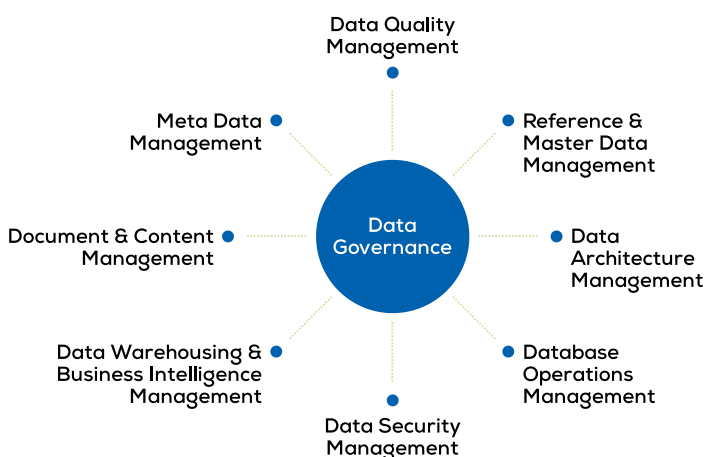 Data Quality
Management
Meta Data
Management
Reference &
Master Data
Management
Document & Content
Management
Data
Governance
Data
Architecture
Management
Data Warehousing &
Business Intelligence
Management
Database
Operations
Management
Data Security
Management